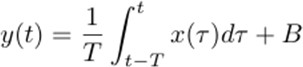 y(t) = \frac{1}{T} \int_{t-T}^{t} x(\tau) d\tau + B